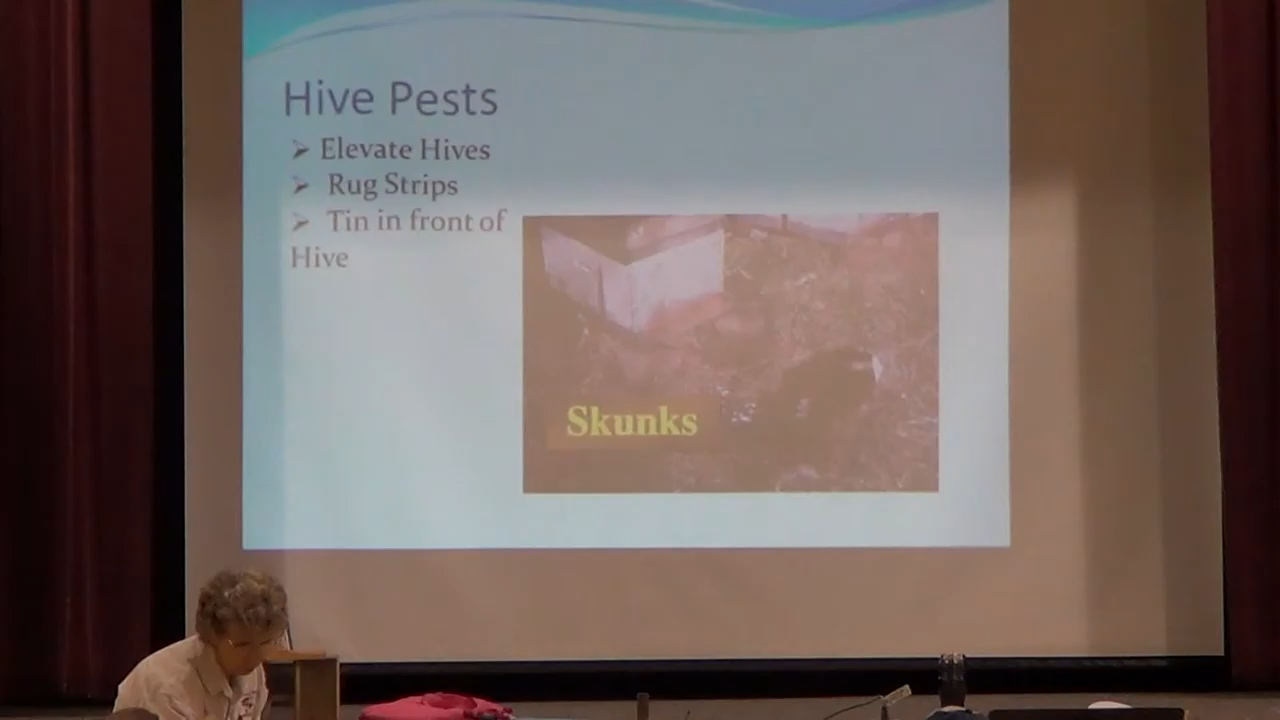 Hive Pests
➢ Elevate Hives
➢ Rug Strips
➢ Tin in front of
Hive
Skunks